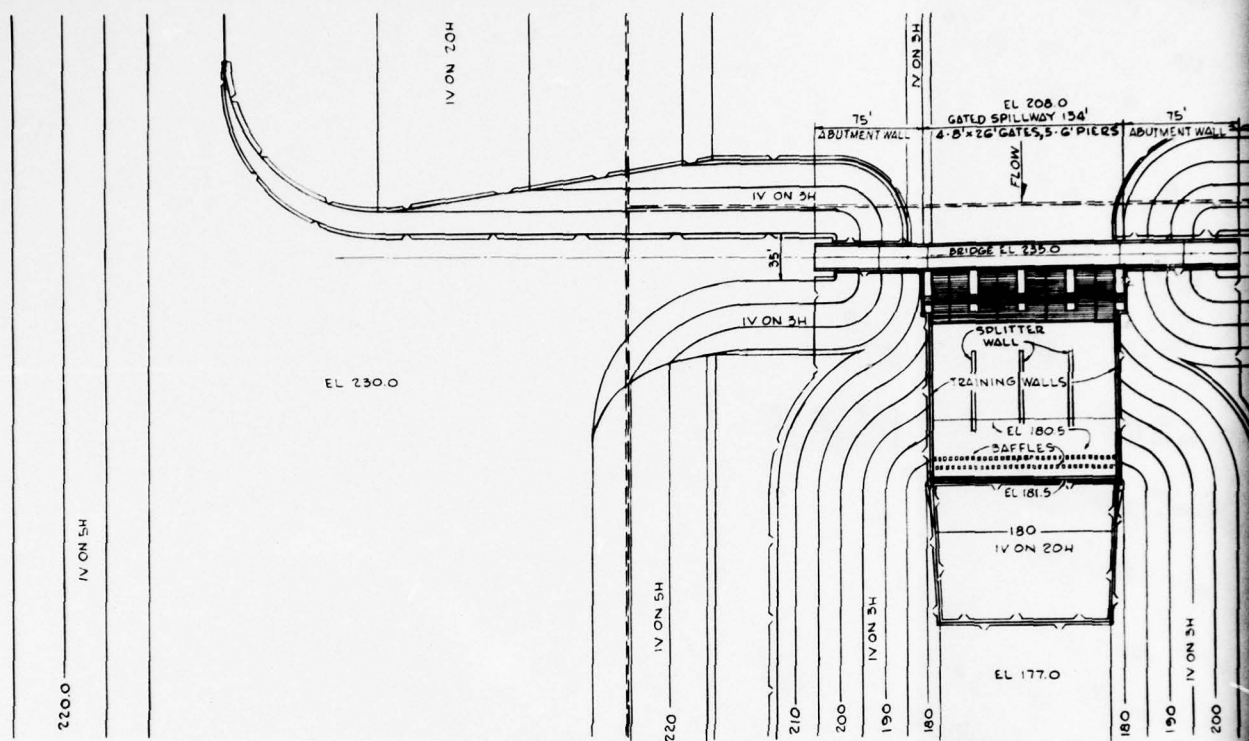 1V ON 20H
1V ON 3H
EL 208.0
75'
GATED SPILLWAY 134'
75'
ABUTMENT WALL
4-8'x26' GATES, 5-6' PIERS
ABUTMENT WALL
FLOW
1V ON 3H
BRIDGE EL 235.0
35'
1V ON 3H
SPLITTER
WALL
EL 230.0
TRAINING WALLS
EL 180.5
BAFFLES
EL 181.5
180
1V ON 20H
1V ON 5H
1V ON 5H
1V ON 3H
1V ON 3H
EL 177.0
220.0
220
210
200
190
180
180
190
200